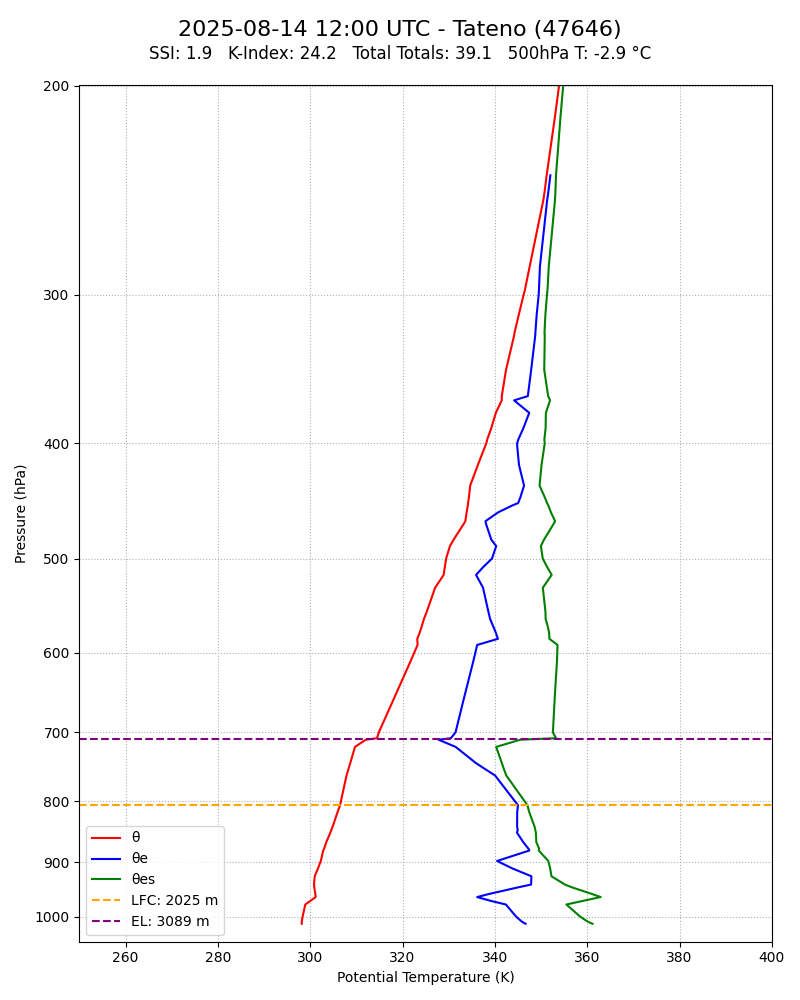 2025-08-14 12:00 UTC - Tateno (47646)
SSI: 1.9   K-Index: 24.2   Total Totals: 39.1   500hPa T: -2.9 °C
200
300
400
500
600
700
800
900
1000
Pressure (hPa)
θ
θe
θes
LFC: 2025 m
EL: 3089 m
260 280 300 320 340 360 380 400
Potential Temperature (K)